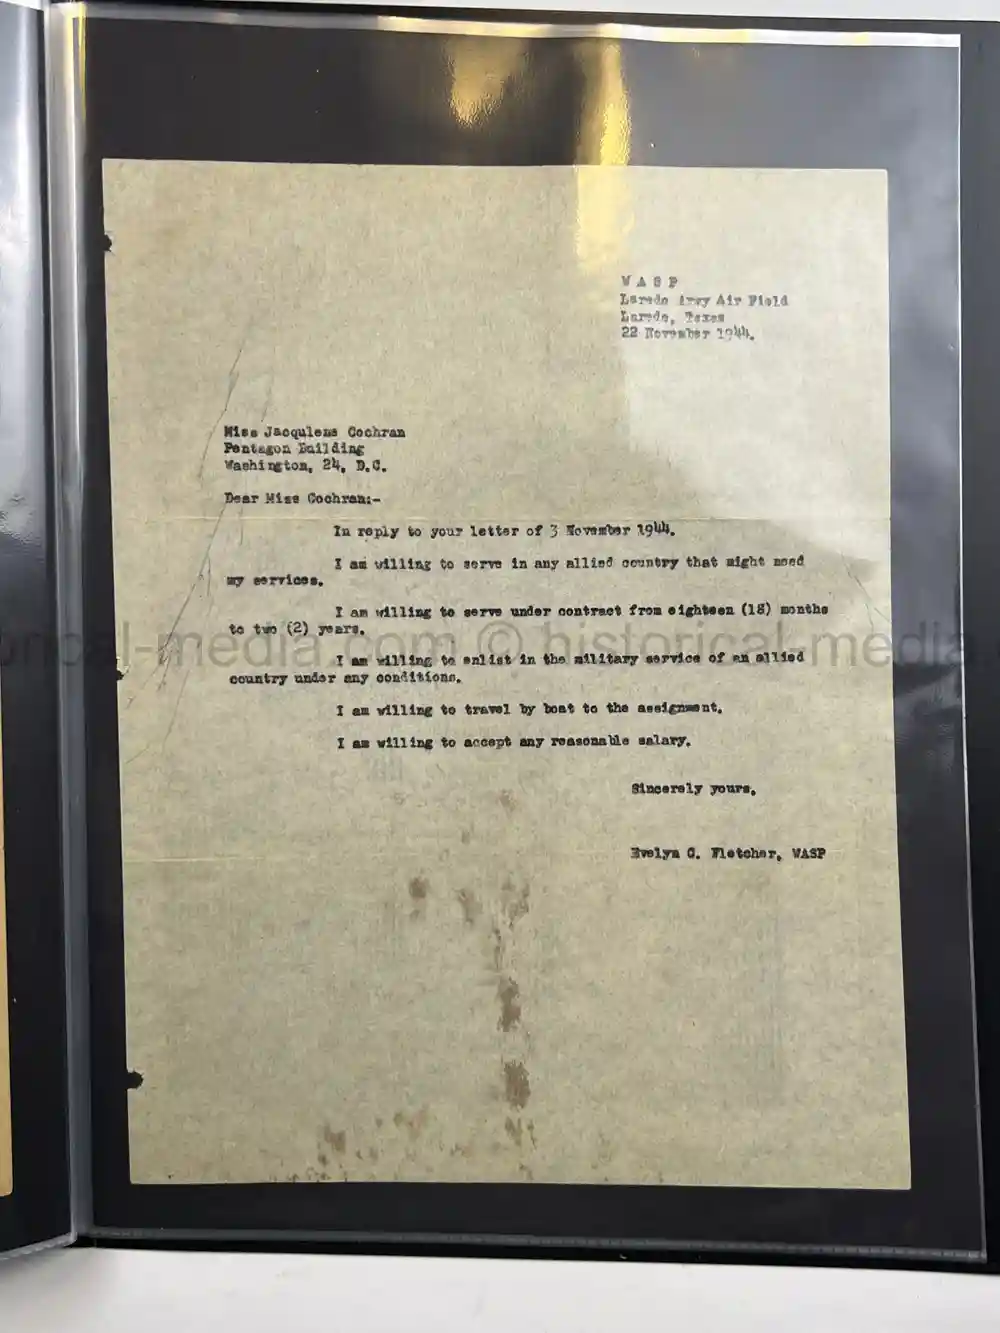 W A S P
Laredo Army Air Field
Laredo, Texas
22 November 1944.
Miss Jacqulene Cochran
Pentagon Building
Washington, 24, D.C.
Dear Miss Cochran:-
In reply to your letter of 3 November 1944.
I am willing to serve in any allied country that might need
my services.
I am willing to serve under contract from eighteen (18) months
to two (2) years.
historical-media.com © historical-media
I am willing to enlist in the military service of an allied
country under any conditions.
I am willing to travel by boat to the assignment.
I am willing to accept any reasonable salary.
Sincerely yours,
Evelyn C. Fletcher, WASP